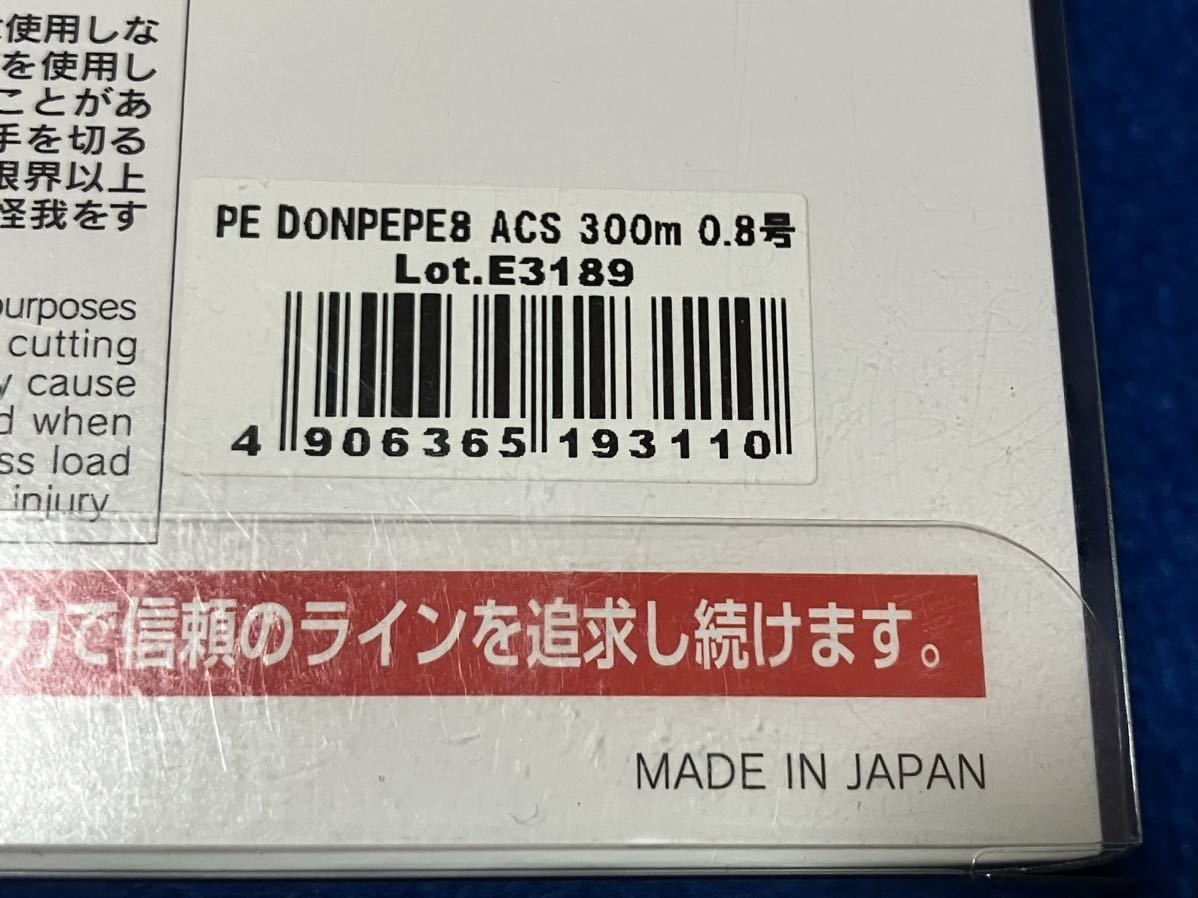 使用しな
を使用し
ことがあ
手を切る
限界以上
怪我をす
purposes
cutting
cause
when
load
injury.
PE DONPEPE8 ACS 300m 0.8号
Lot.E3189
4 906365 193110
力で信頼のラインを追求し続けます。
MADE IN JAPAN